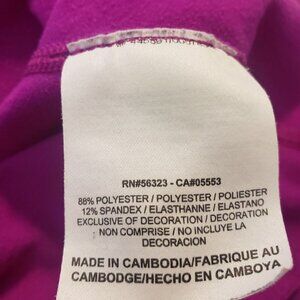 RN#56323 - CA#05553
88% POLYESTER / POLYESTER / POLIESTER
12% SPANDEX / ELASTHANNE / ELASTANO
EXCLUSIVE OF DECORATION / DECORATION
NON COMPRISE / NO INCLUYE LA
DECORACION
MADE IN CAMBODIA/FABRIQUE AU
CAMBODGE/HECHO EN CAMBOYA